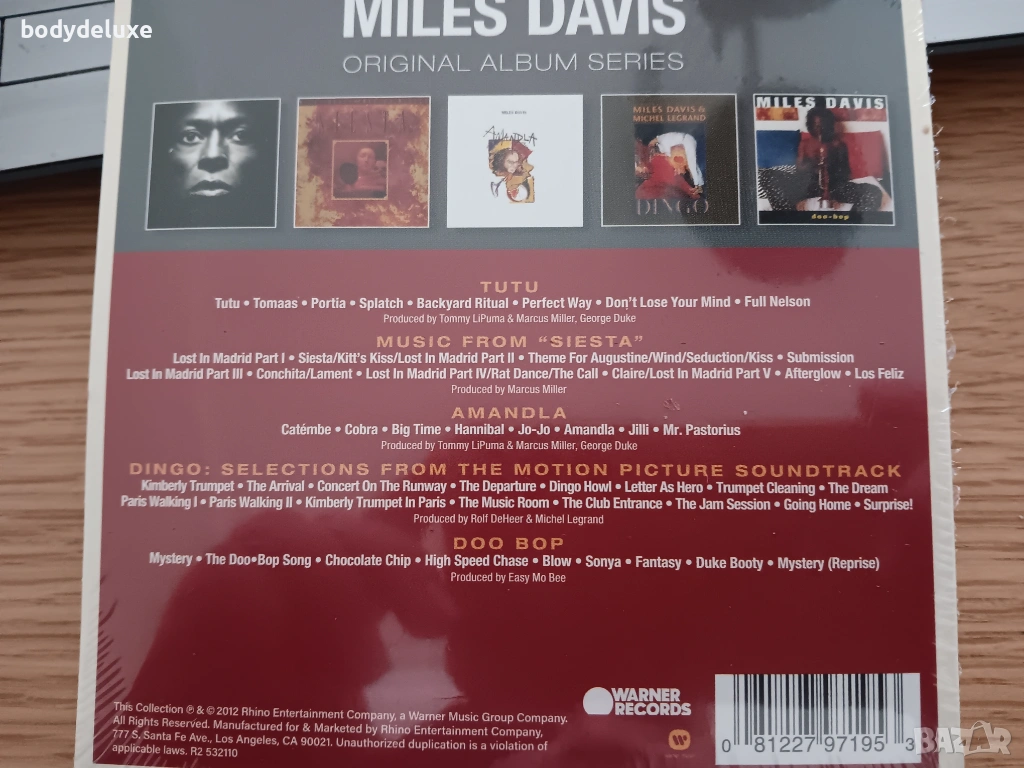 bodydeluxe
MILES DAVIS
ORIGINAL ALBUM SERIES
MILES DAVIS
AMANDLA
MILES DAVIS &
MICHEL LEGRAND
DINGO
MILES DAVIS
doo-bop
TUTU
Tutu • Tomaas • Portia • Splatch • Backyard Ritual • Perfect Way • Don't Lose Your Mind • Full Nelson
Produced by Tommy LiPuma & Marcus Miller, George Duke
MUSIC FROM "SIESTA"
Lost In Madrid Part I • Siesta/Kitt's Kiss/Lost In Madrid Part II • Theme For Augustine/Wind/Seduction/Kiss • Submission
Lost In Madrid Part III • Conchita/Lament • Lost In Madrid Part IV/Rat Dance/The Call • Claire/Lost In Madrid Part V • Afterglow • Los Feliz
Produced by Marcus Miller
AMANDLA
Catémbe • Cobra • Big Time • Hannibal • Jo-Jo • Amandla • Jilli • Mr. Pastorius
Produced by Tommy LiPuma & Marcus Miller, George Duke
DINGO: SELECTIONS FROM THE MOTION PICTURE SOUNDTRACK
Kimberly Trumpet • The Arrival • Concert On The Runway • The Departure • Dingo Howl • Letter As Hero • Trumpet Cleaning • The Dream
Paris Walking I • Paris Walking II • Kimberly Trumpet In Paris • The Music Room • The Club Entrance • The Jam Session • Going Home • Surprise!
Produced by Rolf DeHeer & Michel Legrand
DOO BOP
Mystery • The Doo•Bop Song • Chocolate Chip • High Speed Chase • Blow • Sonya • Fantasy • Duke Booty • Mystery (Reprise)
Produced by Easy Mo Bee
This Collection ℗ & © 2012 Rhino Entertainment Company, a Warner Music Group Company.
All Rights Reserved. Manufactured for & Marketed by Rhino Entertainment Company,
777 S. Santa Fe Ave., Los Angeles, CA 90021. Unauthorized duplication is a violation of
applicable laws. R2 532110
WARNER
RECORDS
0 81227 97195 3
BAZAR